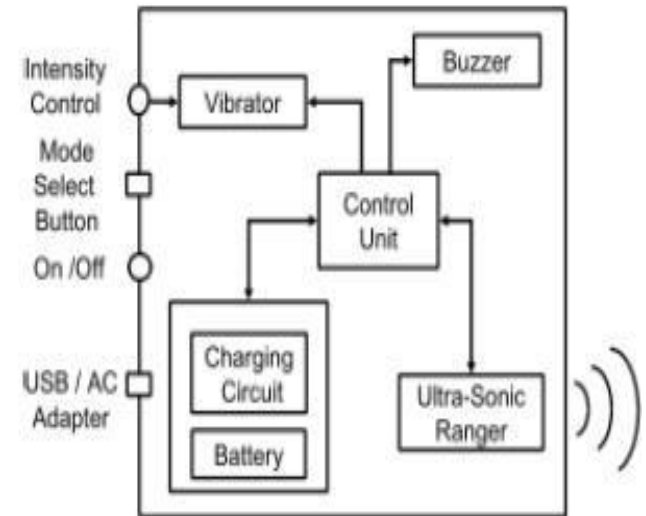 Intensity
Control
Mode
Select
Button
On /Off
USB / AC
Adapter
Vibrator
Buzzer
Control
Unit
Charging
Circuit
Battery
Ultra-Sonic
Ranger